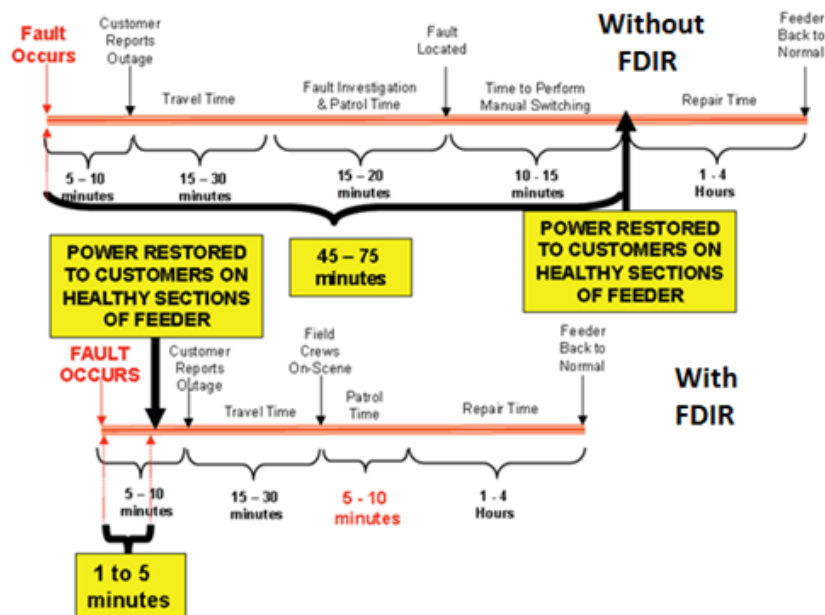 Fault
Occurs
Customer
Reports
Outage
Travel Time
Fault Investigation
& Patrol Time
Fault
Located
Time to Perform
Manual Switching
Without
FDIR
Repair Time
Feeder
Back to
Normal
5 – 10
minutes
15 – 30
minutes
15 – 20
minutes
10 - 15
minutes
1 - 4
Hours
45 – 75
minutes
POWER RESTORED
TO CUSTOMERS ON
HEALTHY SECTIONS
OF FEEDER
POWER RESTORED
TO CUSTOMERS ON
HEALTHY SECTIONS
OF FEEDER
FAULT
OCCURS
Customer
Reports
Outage
Travel Time
Field
Crews
On-Scene
Patrol
Time
Repair Time
Feeder
Back to
Normal
With
FDIR
5 – 10
minutes
15 – 30
minutes
5 - 10
minutes
1 - 4
Hours
1 to 5
minutes